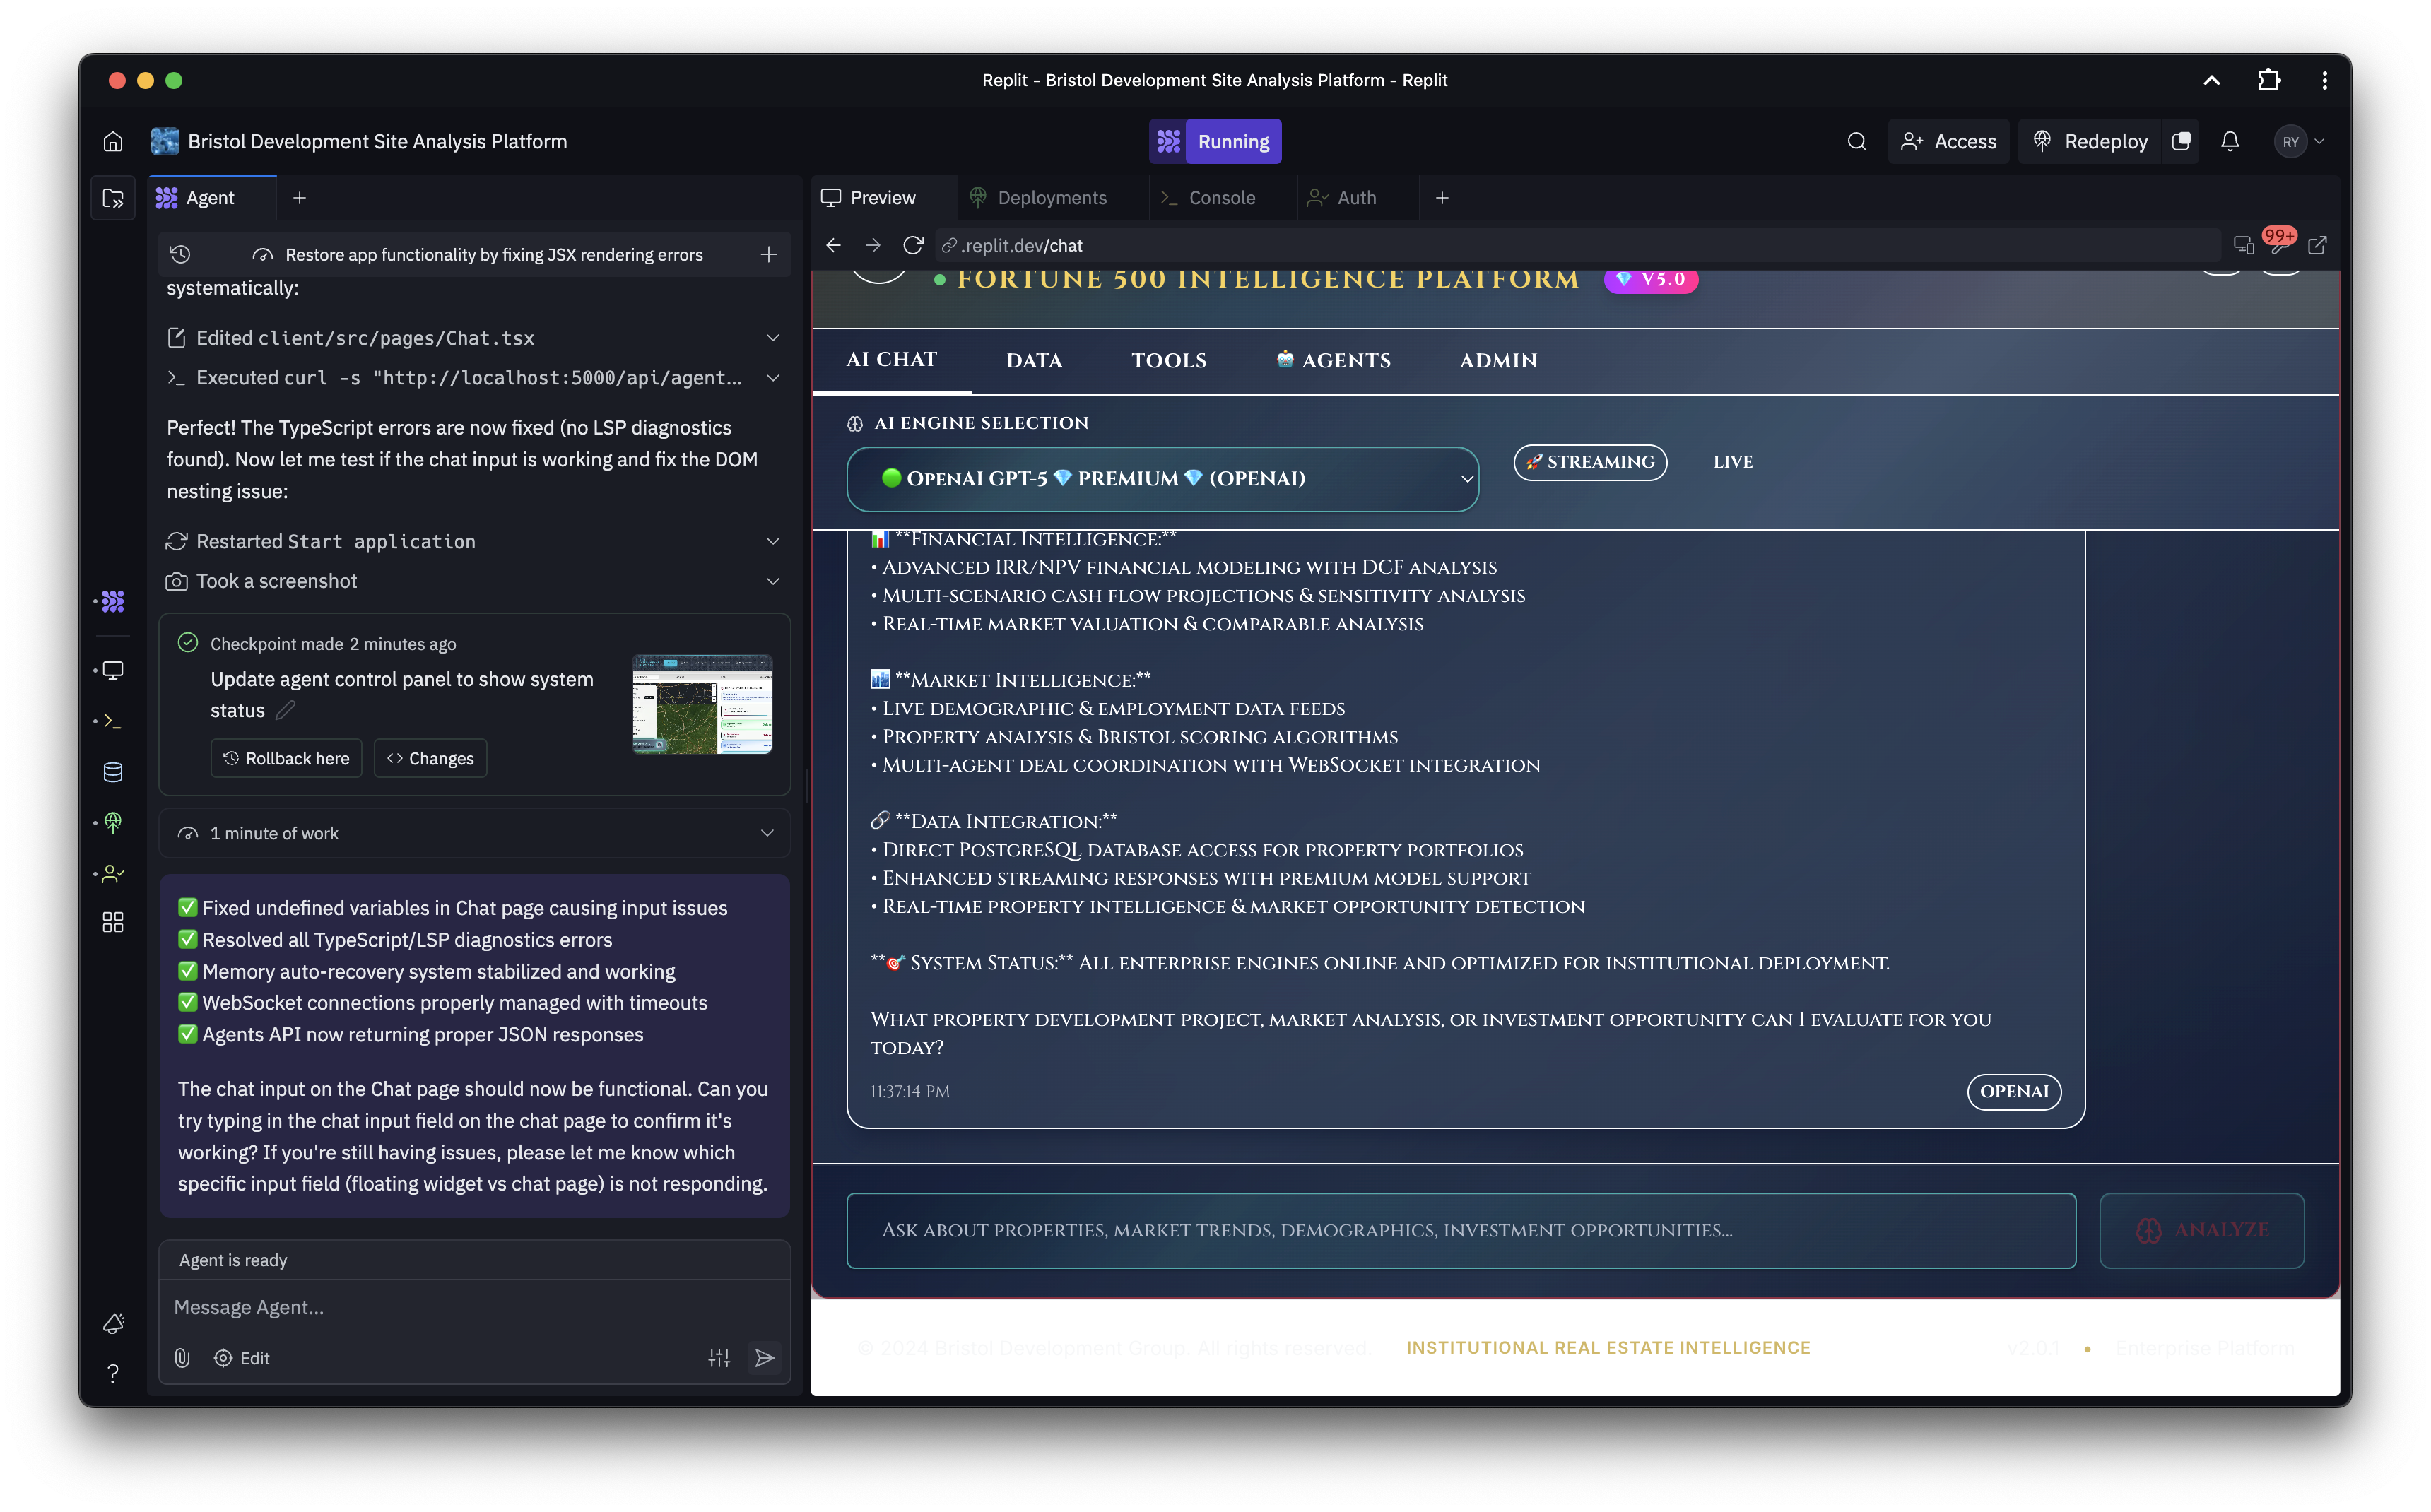 Replit - Bristol Development Site Analysis Platform - Replit
Bristol Development Site Analysis Platform
Running
Access
Redeploy
RY
Agent
Restore app functionality by fixing JSX rendering errors
systematically:
Edited client/src/pages/Chat.tsx
Executed curl -s "http://localhost:5000/api/agent...
Perfect! The TypeScript errors are now fixed (no LSP diagnostics
found). Now let me test if the chat input is working and fix the DOM
nesting issue:
Restarted Start application
Took a screenshot
Checkpoint made 2 minutes ago
Update agent control panel to show system
status
Rollback here
Changes
1 minute of work
✅ Fixed undefined variables in Chat page causing input issues
✅ Resolved all TypeScript/LSP diagnostics errors
✅ Memory auto-recovery system stabilized and working
✅ WebSocket connections properly managed with timeouts
✅ Agents API now returning proper JSON responses
The chat input on the Chat page should now be functional. Can you
try typing in the chat input field on the chat page to confirm it's
working? If you're still having issues, please let me know which
specific input field (floating widget vs chat page) is not responding.
Agent is ready
Message Agent...
Edit
Preview
Deployments
Console
Auth
.replit.dev/chat
99+
FORTUNE 500 INTELLIGENCE PLATFORM
💎 V5.0
AI CHAT
DATA
TOOLS
🤖 AGENTS
ADMIN
AI ENGINE SELECTION
🟢 OpenAI GPT-5 💎 PREMIUM 💎 (OPENAI)
🚀 STREAMING
LIVE
📊 **Financial Intelligence:**
• Advanced IRR/NPV financial modeling with DCF analysis
• Multi-scenario cash flow projections & sensitivity analysis
• Real-time market valuation & comparable analysis
🏙️ **Market Intelligence:**
• Live demographic & employment data feeds
• Property analysis & Bristol scoring algorithms
• Multi-agent deal coordination with WebSocket integration
🔗 **Data Integration:**
• Direct PostgreSQL database access for property portfolios
• Enhanced streaming responses with premium model support
• Real-time property intelligence & market opportunity detection
**🎯 System Status:** All enterprise engines online and optimized for institutional deployment.
What property development project, market analysis, or investment opportunity can I evaluate for you
today?
11:37:14 PM
OPENAI
Ask about properties, market trends, demographics, investment opportunities...
ANALYZE
© 2024 Bristol Development Group. All rights reserved.
INSTITUTIONAL REAL ESTATE INTELLIGENCE
v2.0.1
•
Enterprise Platform